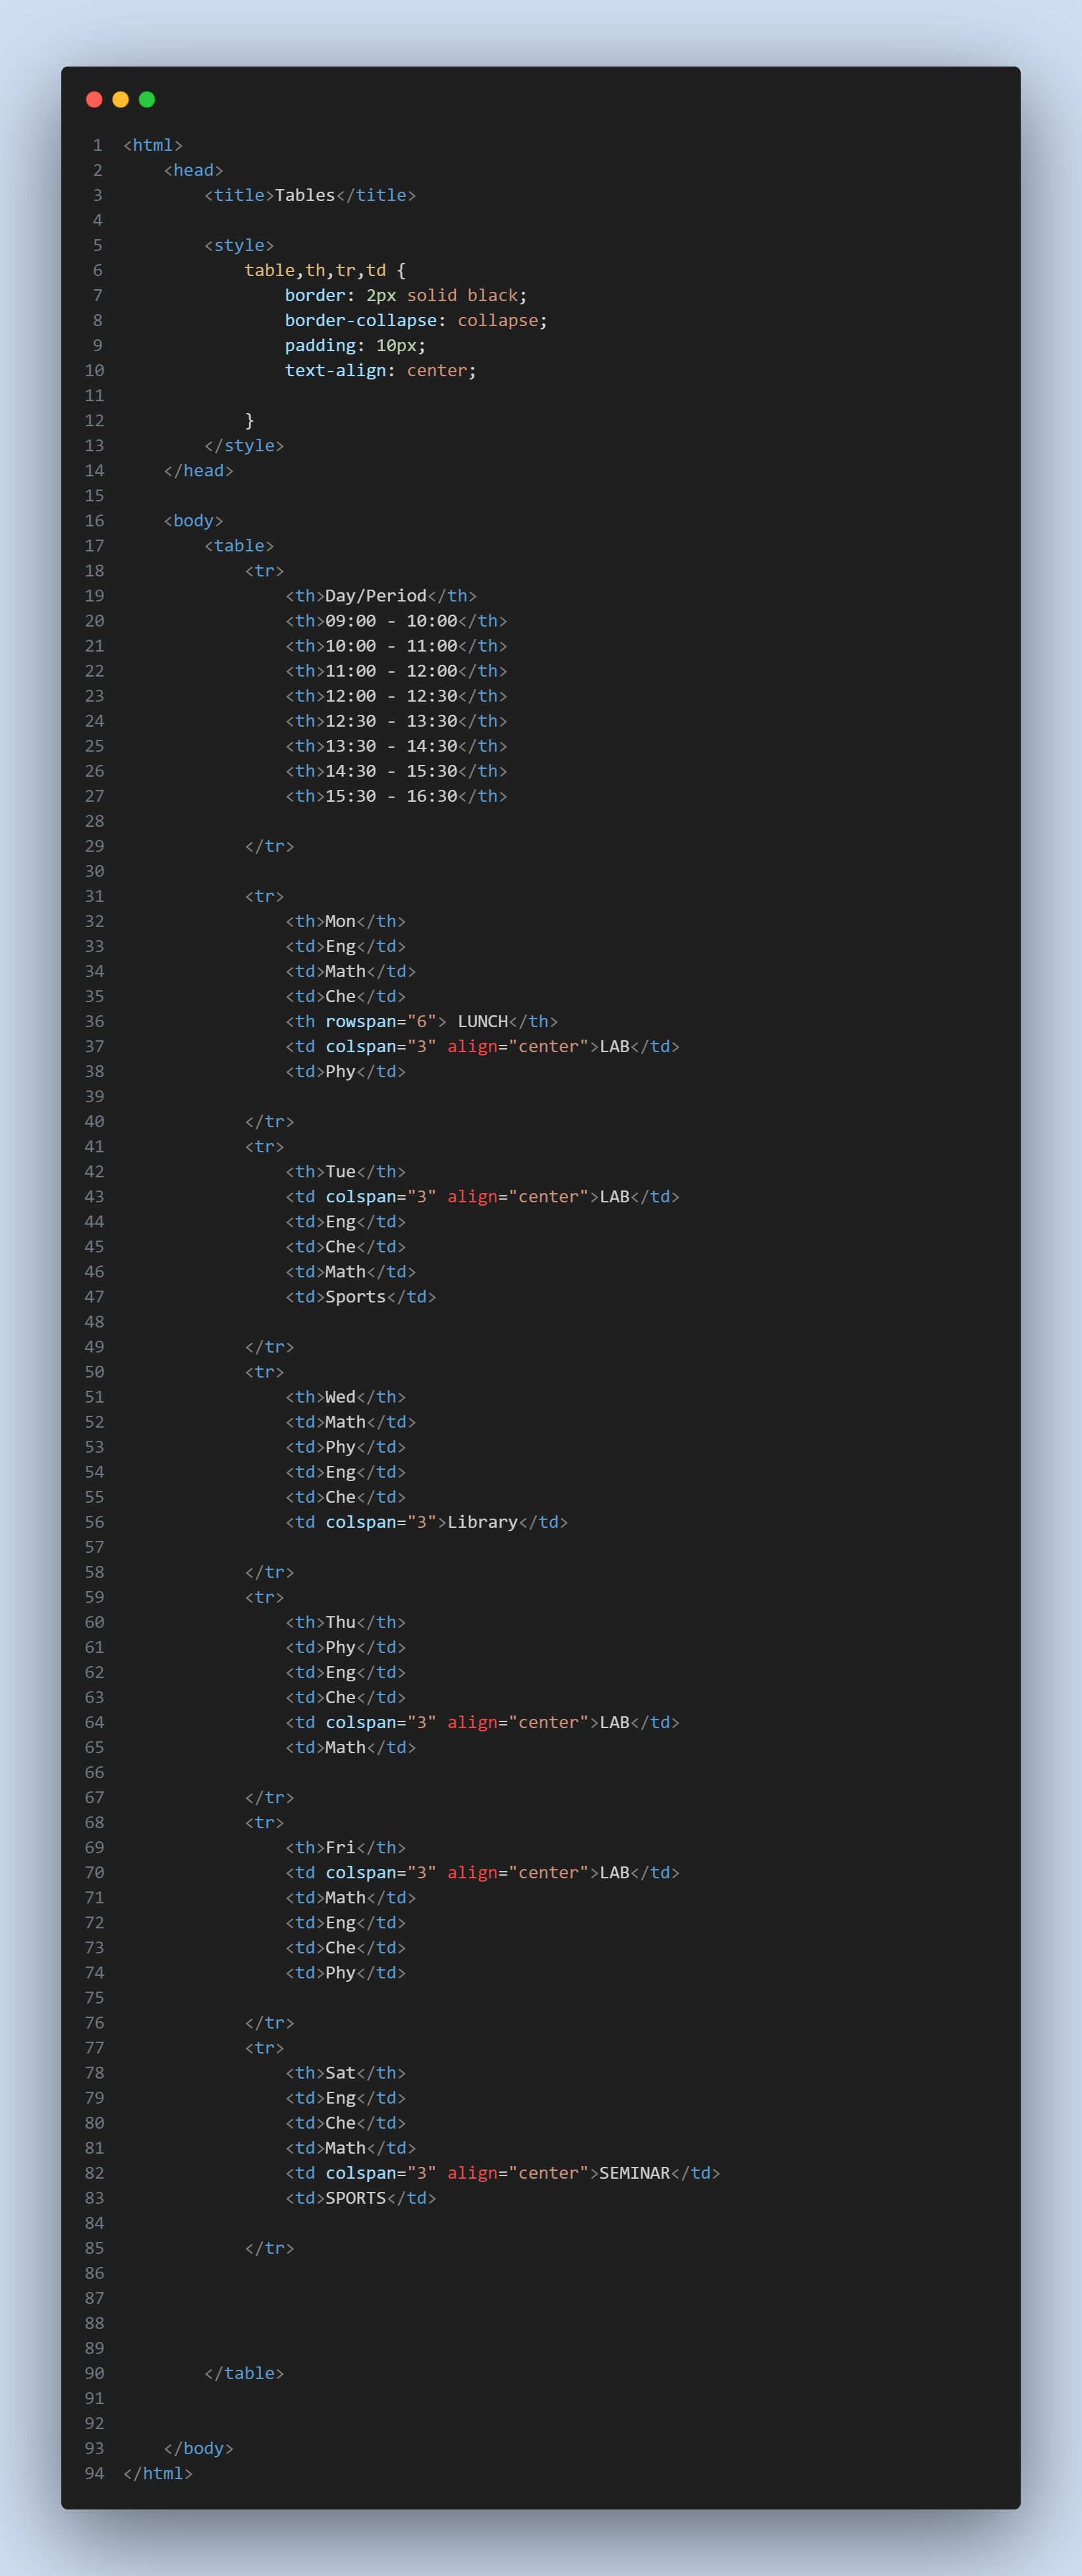 1 <html>
2     <head>
3         <title>Tables</title>
4
5         <style>
6             table,th,tr,td {
7                 border: 2px solid black;
8                 border-collapse: collapse;
9                 padding: 10px;
10                 text-align: center;
11
12             }
13         </style>
14     </head>
15
16     <body>
17         <table>
18             <tr>
19                 <th>Day/Period</th>
20                 <th>09:00 - 10:00</th>
21                 <th>10:00 - 11:00</th>
22                 <th>11:00 - 12:00</th>
23                 <th>12:00 - 12:30</th>
24                 <th>12:30 - 13:30</th>
25                 <th>13:30 - 14:30</th>
26                 <th>14:30 - 15:30</th>
27                 <th>15:30 - 16:30</th>
28
29             </tr>
30
31             <tr>
32                 <th>Mon</th>
33                 <td>Eng</td>
34                 <td>Math</td>
35                 <td>Che</td>
36                 <th rowspan="6"> LUNCH</th>
37                 <td colspan="3" align="center">LAB</td>
38                 <td>Phy</td>
39
40             </tr>
41             <tr>
42                 <th>Tue</th>
43                 <td colspan="3" align="center">LAB</td>
44                 <td>Eng</td>
45                 <td>Che</td>
46                 <td>Math</td>
47                 <td>Sports</td>
48
49             </tr>
50             <tr>
51                 <th>Wed</th>
52                 <td>Math</td>
53                 <td>Phy</td>
54                 <td>Eng</td>
55                 <td>Che</td>
56                 <td colspan="3">Library</td>
57
58             </tr>
59             <tr>
60                 <th>Thu</th>
61                 <td>Phy</td>
62                 <td>Eng</td>
63                 <td>Che</td>
64                 <td colspan="3" align="center">LAB</td>
65                 <td>Math</td>
66
67             </tr>
68             <tr>
69                 <th>Fri</th>
70                 <td colspan="3" align="center">LAB</td>
71                 <td>Math</td>
72                 <td>Eng</td>
73                 <td>Che</td>
74                 <td>Phy</td>
75
76             </tr>
77             <tr>
78                 <th>Sat</th>
79                 <td>Eng</td>
80                 <td>Che</td>
81                 <td>Math</td>
82                 <td colspan="3" align="center">SEMINAR</td>
83                 <td>SPORTS</td>
84
85             </tr>
86
87
88
89
90         </table>
91
92
93     </body>
94 </html>